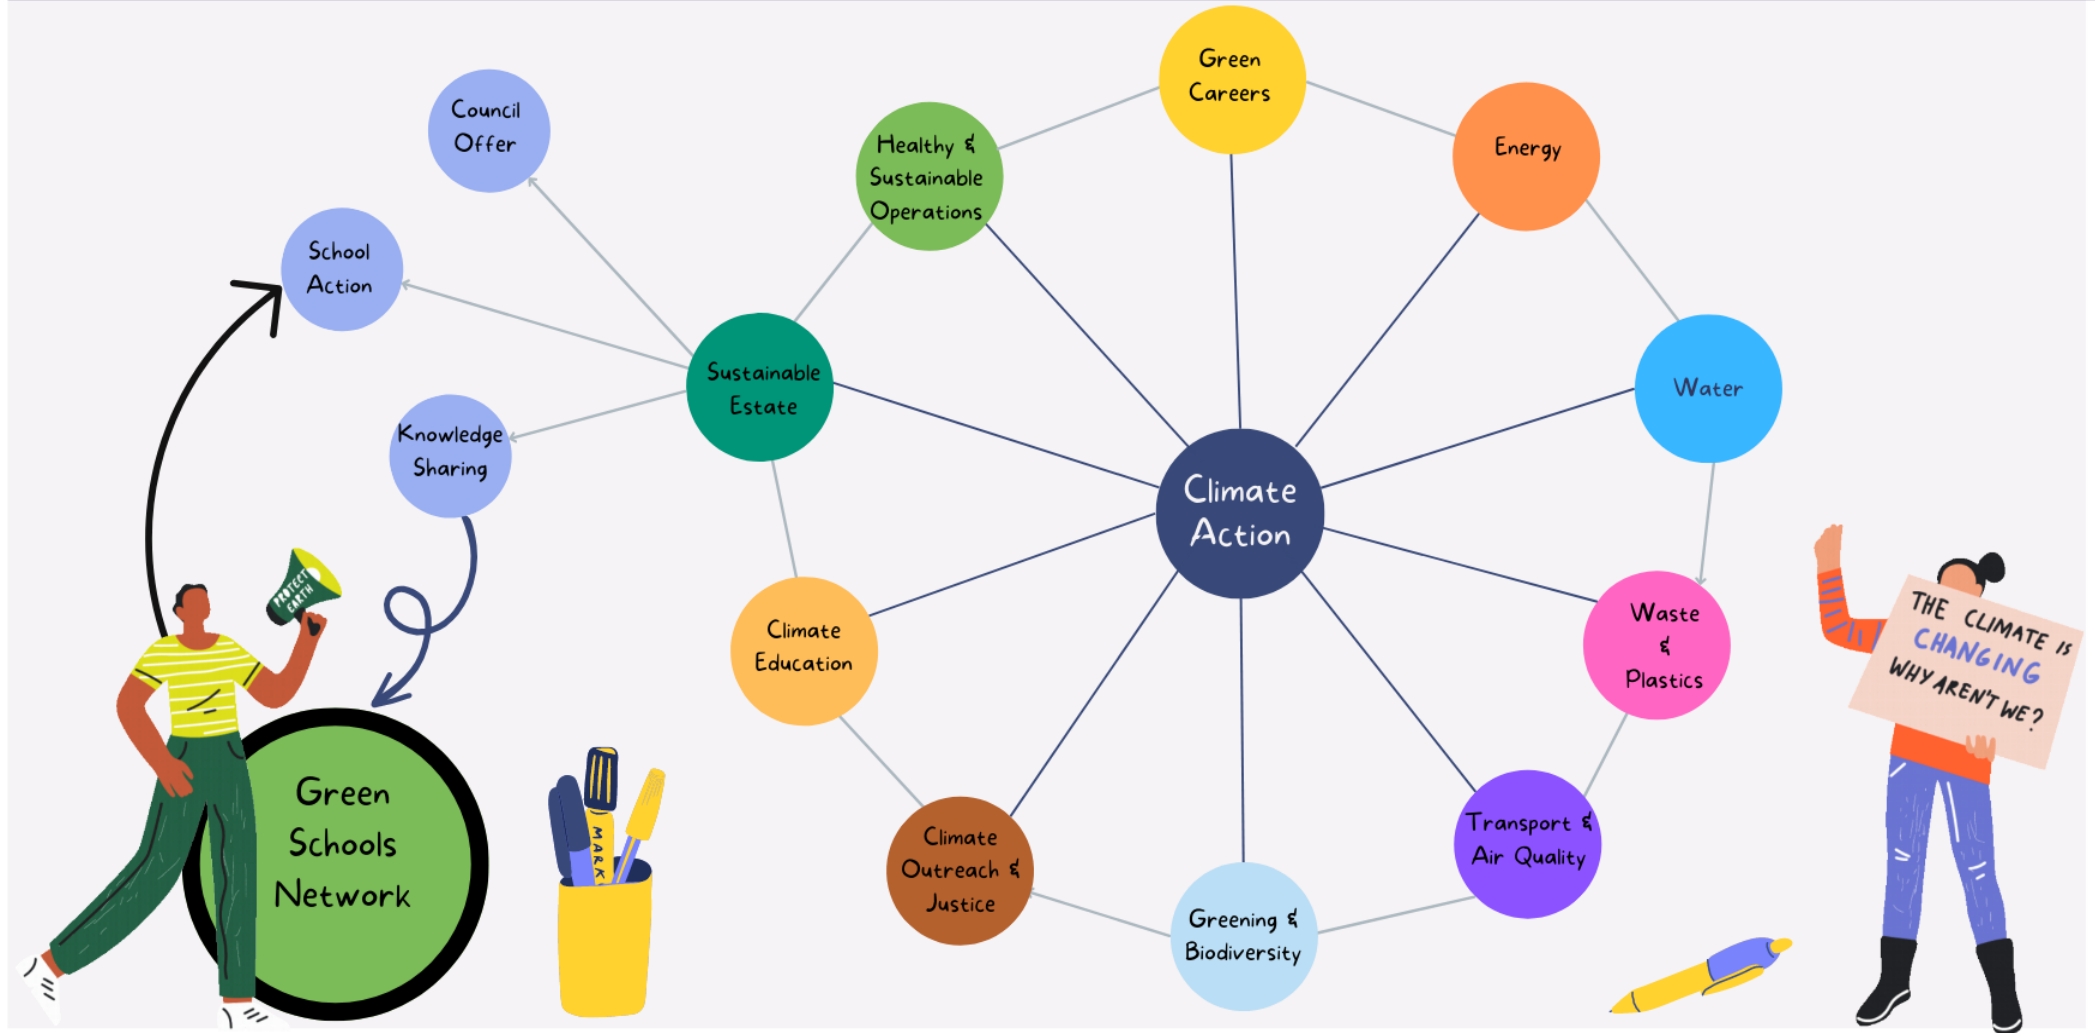 Green
Careers
Energy
Council
Offer
Healthy &
Sustainable
Operations
School
Action
Sustainable
Estate
Water
Knowledge
Sharing
Climate
Action
PROTECT
EARTH
Climate
Education
Waste
&
Plastics
THE CLIMATE IS
CHANGING
WHY AREN'T WE?
Green
Schools
Network
MARK
Climate
Outreach &
Justice
Transport &
Air Quality
Greening &
Biodiversity